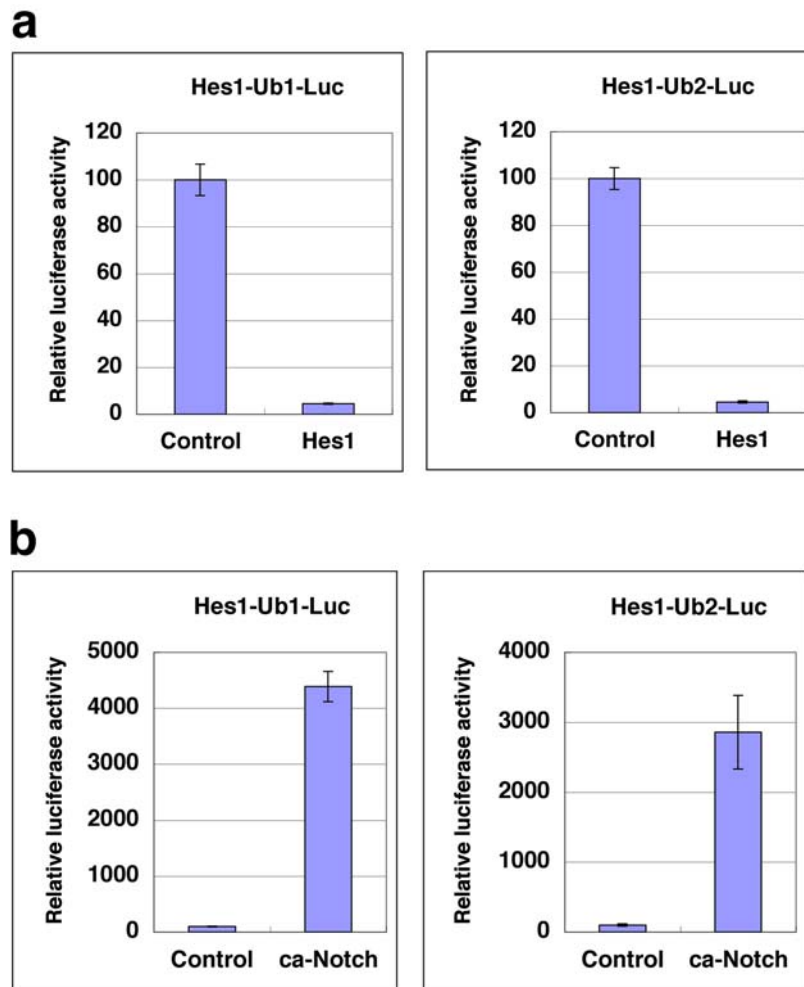 a
Hes1-Ub1-Luc
Relative luciferase activity
120
100
80
60
40
20
0
Control Hes1
Hes1-Ub2-Luc
Relative luciferase activity
120
100
80
60
40
20
0
Control Hes1
b
Hes1-Ub1-Luc
Relative luciferase activity
5000
4000
3000
2000
1000
0
Control ca-Notch
Hes1-Ub2-Luc
Relative luciferase activity
4000
3000
2000
1000
0
Control ca-Notch